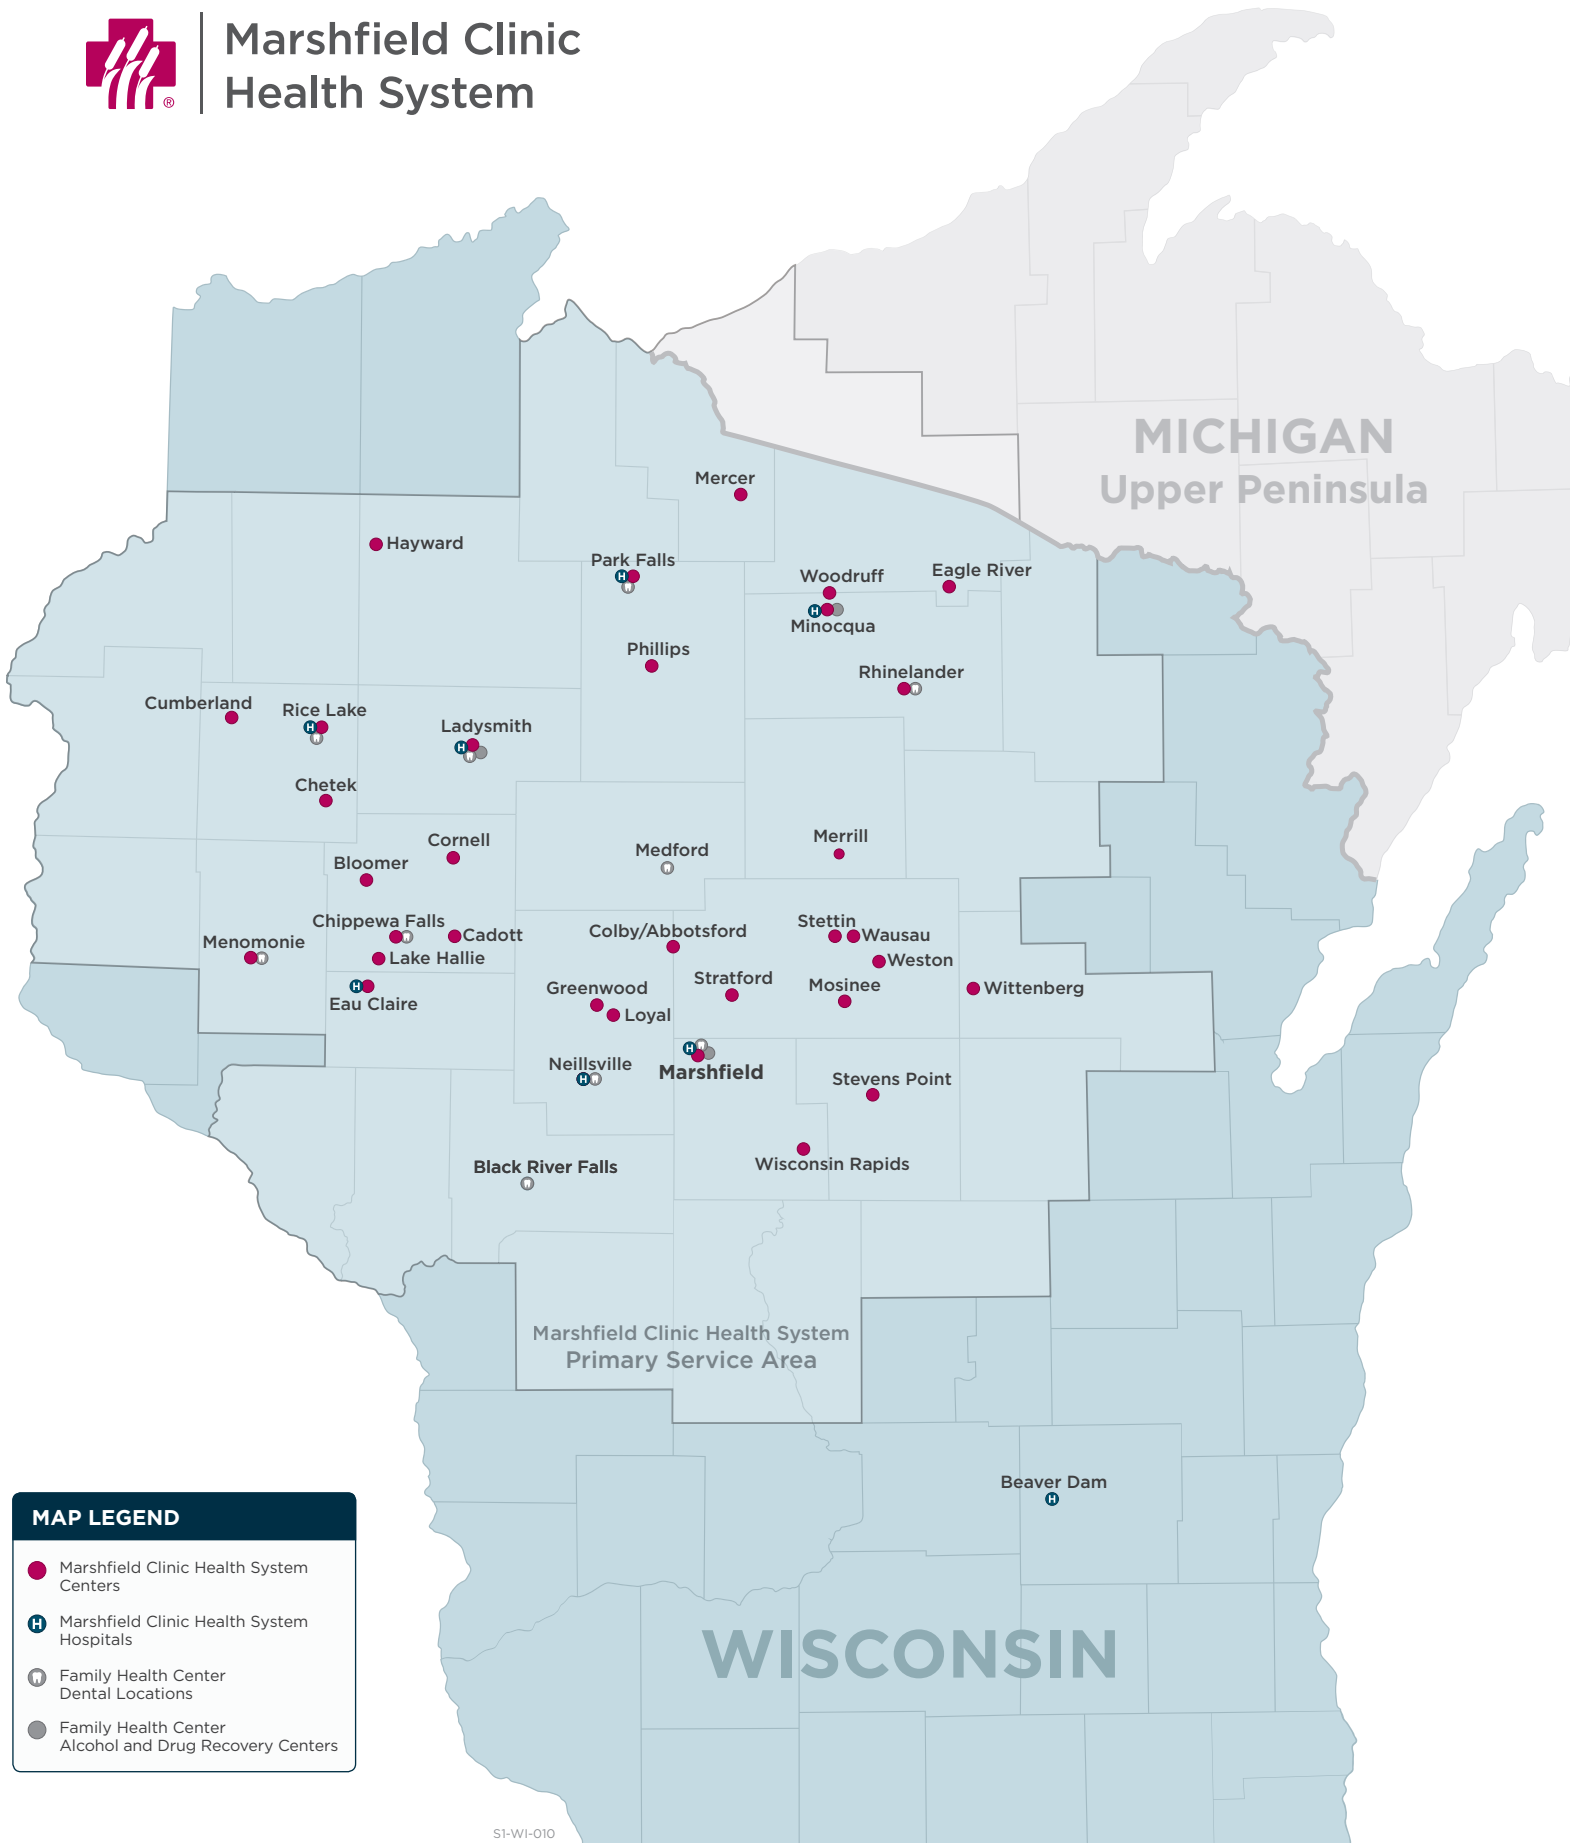 Marshfield Clinic
Health System
®
MICHIGAN
Upper Peninsula
Mercer
Hayward
Park Falls
H
Woodruff
Eagle River
H
Minocqua
Phillips
Rhinelander
Cumberland
Rice Lake
H
Ladysmith
H
Chetek
Cornell
Medford
Merrill
Bloomer
Chippewa Falls
Cadott
Colby/Abbotsford
Stettin
Wausau
Menomonie
Lake Hallie
Weston
H
Eau Claire
Greenwood
Loyal
Stratford
Mosinee
Wittenberg
Neillsville
H
H
Marshfield
Stevens Point
Black River Falls
Wisconsin Rapids
Marshfield Clinic Health System
Primary Service Area
Beaver Dam
H
WISCONSIN
MAP LEGEND
Marshfield Clinic Health System
Centers
H
Marshfield Clinic Health System
Hospitals
Family Health Center
Dental Locations
Family Health Center
Alcohol and Drug Recovery Centers
S1-WI-010